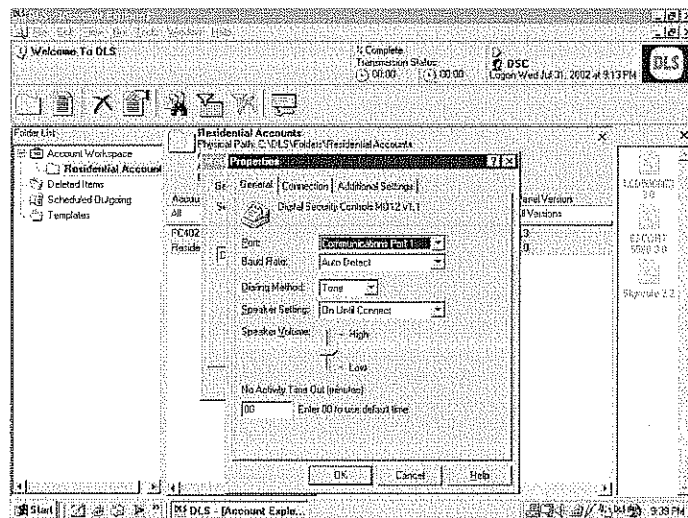 Welcome To DLS
% Complete
Transmission Status:
00:00 00:00
DSC
Logon Wed Jul 31, 2002 at 9:13 PM
DLS
Folder List
Account Workspace
Residential Account
Deleted Items
Scheduled Outgoing
Templates
Residential Accounts
Physical Path: C:\DLS\Folders\Residential Accounts
Properties
General
Connection
Additional Settings
Digital Security Controls MD12 V1.1
Port:
Communications Port 1
Baud Rate:
Auto Detect
Dialing Method:
Tone
Speaker Setting:
On Until Connect
Speaker Volume:
High
Low
No Activity Time Out (minutes)
00
Enter 00 to use default time
OK
Cancel
Help
Accou
All
PC402
Reside
Panel Version
ll Versions
Start
DLS - [Account Explo...
9:39 PM